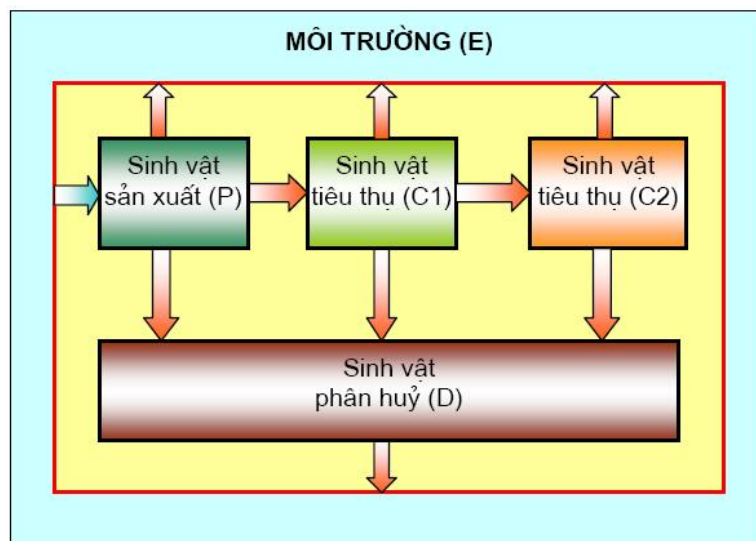 MÔI TRƯỜNG (E)
Sinh vật
sản xuất (P)
Sinh vật
tiêu thụ (C1)
Sinh vật
tiêu thụ (C2)
Sinh vật
phân huỷ (D)